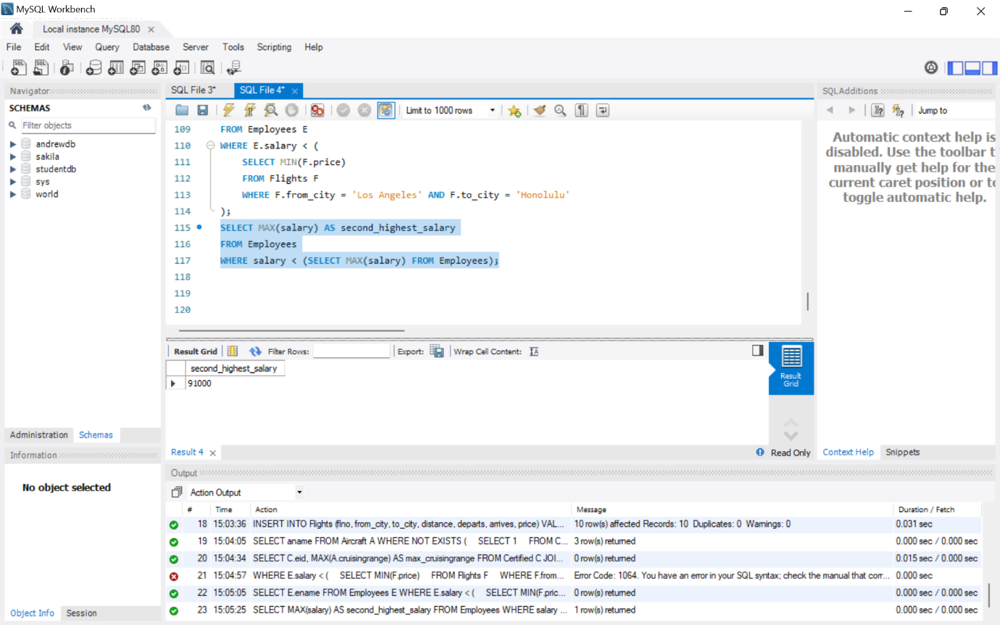 MySQL Workbench
Local instance MySQL80
File Edit View Query Database Server Tools Scripting Help
Navigator
SCHEMAS
Filter objects
andrewdb
sakila
studentdb
sys
world
Administration Schemas
Information
No object selected
Object Info Session
SQL File 3* SQL File 4*
Limit to 1000 rows
109 FROM Employees E
110 WHERE E.salary < (
111 SELECT MIN(F.price)
112 FROM Flights F
113 WHERE F.from_city = 'Los Angeles' AND F.to_city = 'Honolulu'
114 );
115 SELECT MAX(salary) AS second_highest_salary
116 FROM Employees
117 WHERE salary < (SELECT MAX(salary) FROM Employees);
118
119
120
Result Grid Filter Rows: Export: Wrap Cell Content:
second_highest_salary
91000
Result
Grid
Result 4 Read Only
SQLAdditions
Jump to
Automatic context help is
disabled. Use the toolbar t
manually get help for the
current caret position or to
toggle automatic help.
Context Help Snippets
Output
Action Output
# Time Action Message Duration / Fetch
18 15:03:36 INSERT INTO Flights (flno, from_city, to_city, distance, departs, arrives, price) VAL... 10 row(s) affected Records: 10 Duplicates: 0 Warnings: 0 0.031 sec
19 15:04:05 SELECT aname FROM Aircraft A WHERE NOT EXISTS ( SELECT 1 FROM C... 3 row(s) returned 0.000 sec / 0.000 sec
20 15:04:34 SELECT C.eid, MAX(A.cruisingrange) AS max_cruisingrange FROM Certified C JOI... 0 row(s) returned 0.015 sec / 0.000 sec
21 15:04:57 WHERE E.salary < ( SELECT MIN(F.price) FROM Flights F WHERE F.from... Error Code: 1064. You have an error in your SQL syntax; check the manual that corr... 0.000 sec
22 15:05:05 SELECT E.ename FROM Employees E WHERE E.salary < ( SELECT MIN(F.pric... 0 row(s) returned 0.000 sec / 0.000 sec
23 15:05:25 SELECT MAX(salary) AS second_highest_salary FROM Employees WHERE salary ... 1 row(s) returned 0.000 sec / 0.000 sec